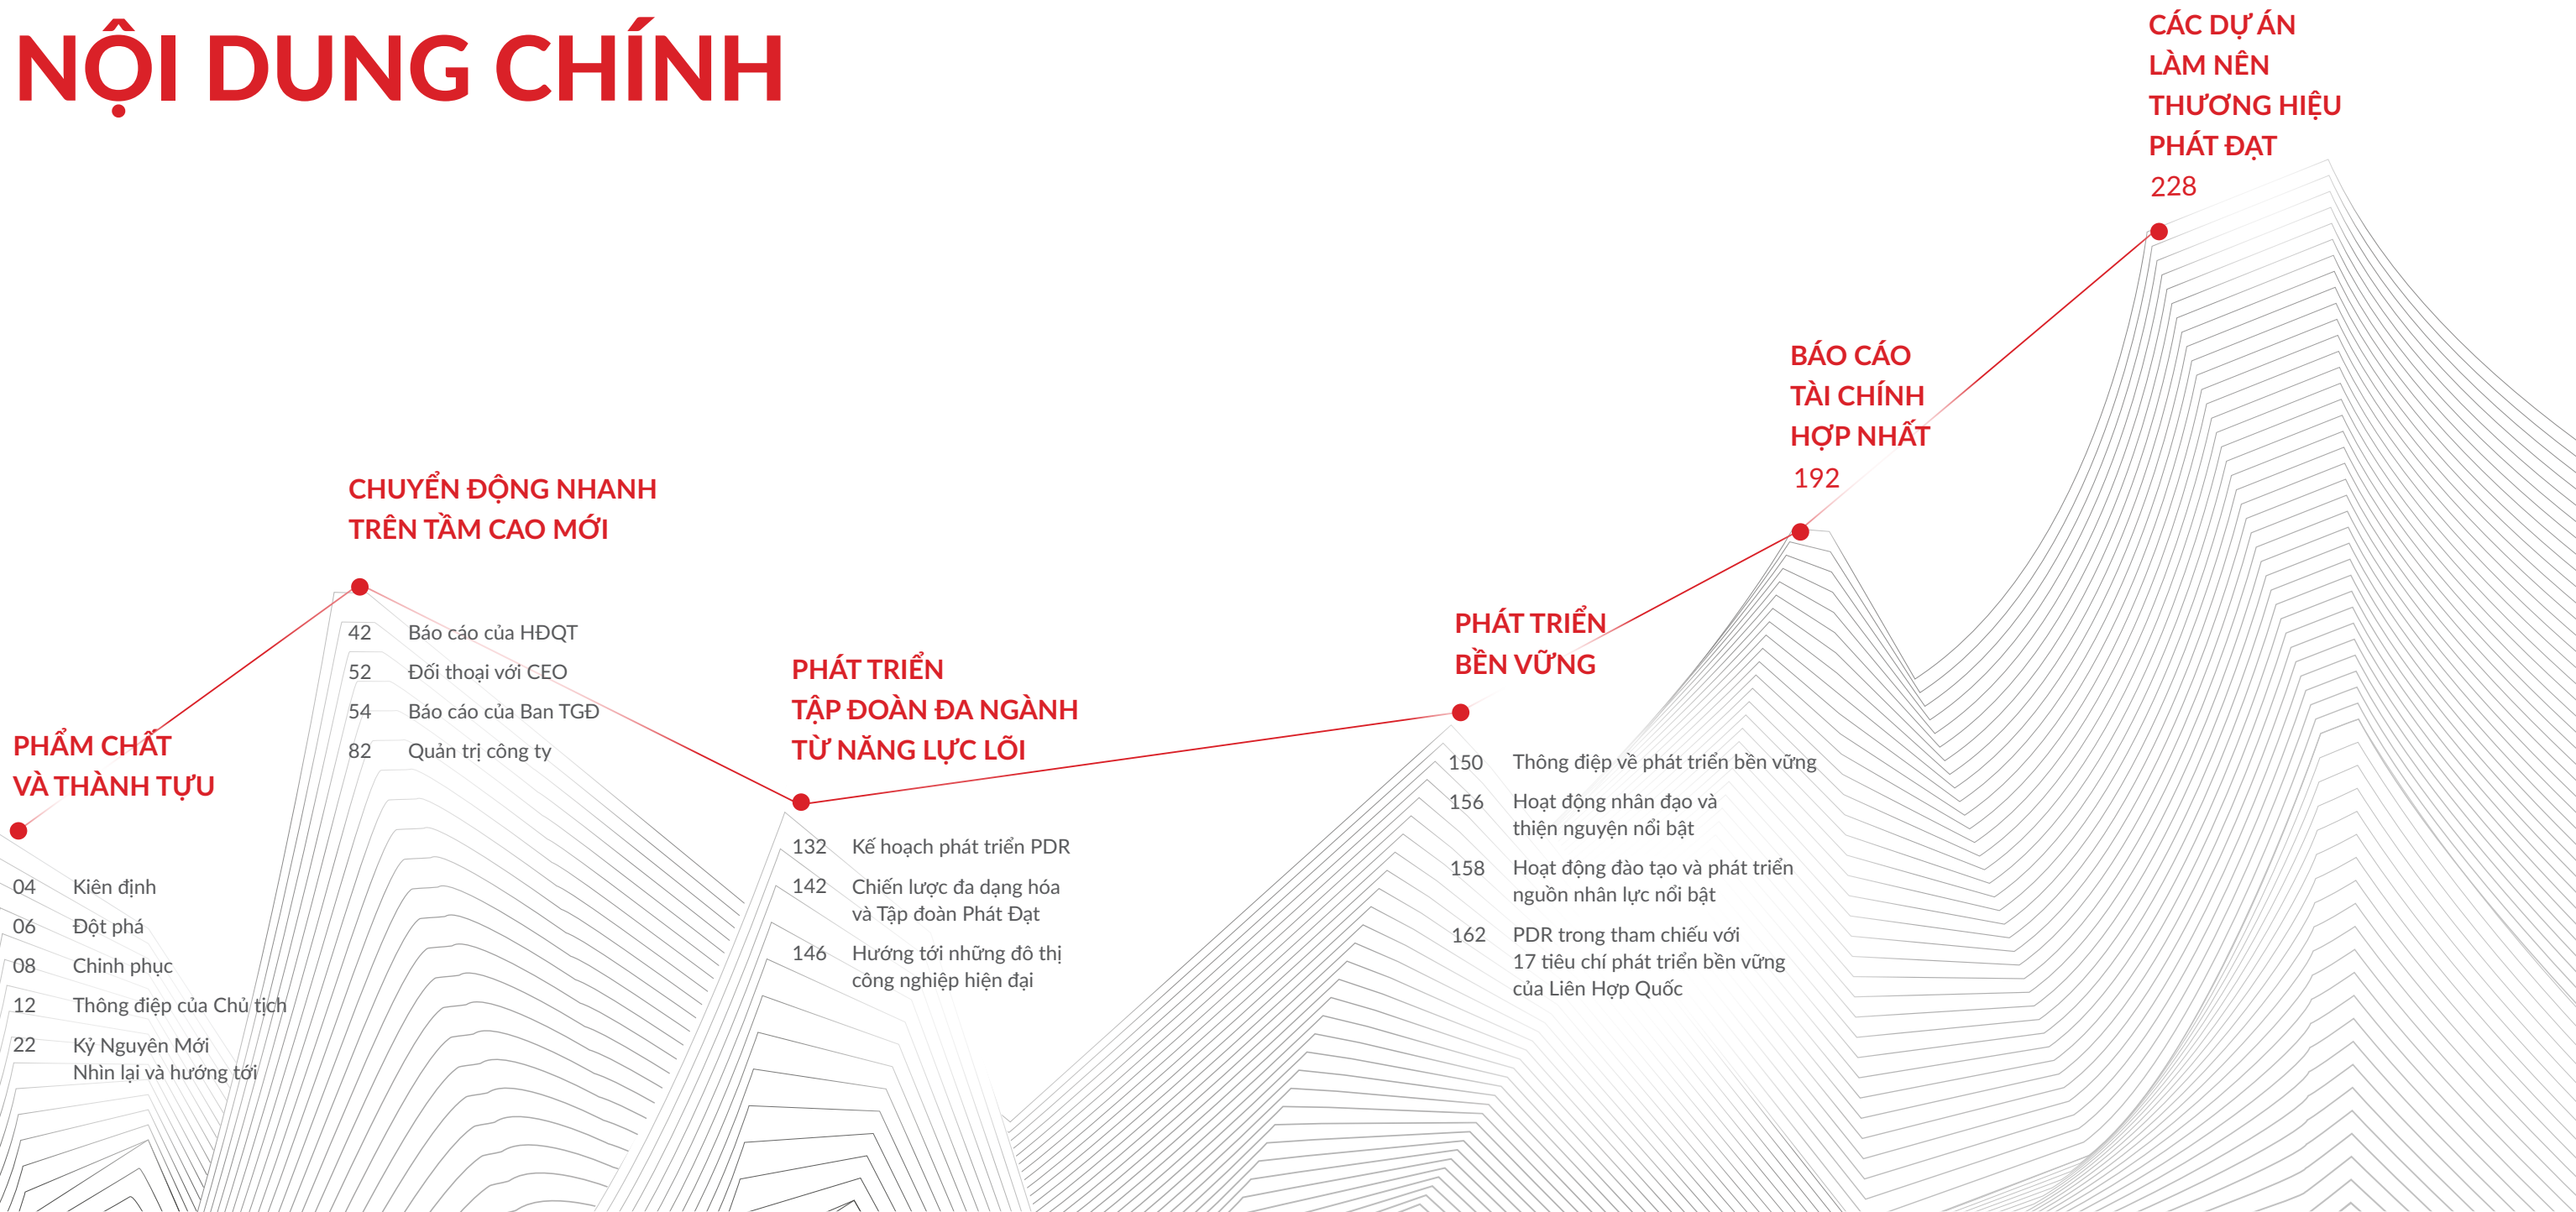 NỘI DUNG CHÍNH
PHẨM CHẤT
VÀ THÀNH TỰU
04 Kiên định
06 Đột phá
08 Chinh phục
12 Thông điệp của Chủ tịch
22 Kỷ Nguyên Mới
Nhìn lại và hướng tới
CHUYỂN ĐỘNG NHANH
TRÊN TẦM CAO MỚI
42 Báo cáo của HĐQT
52 Đối thoại với CEO
54 Báo cáo của Ban TGĐ
82 Quản trị công ty
PHÁT TRIỂN
TẬP ĐOÀN ĐA NGÀNH
TỪ NĂNG LỰC LÕI
132 Kế hoạch phát triển PDR
142 Chiến lược đa dạng hóa
và Tập đoàn Phát Đạt
146 Hướng tới những đô thị
công nghiệp hiện đại
PHÁT TRIỂN
BỀN VỮNG
150 Thông điệp về phát triển bền vững
156 Hoạt động nhân đạo và
thiện nguyện nổi bật
158 Hoạt động đào tạo và phát triển
nguồn nhân lực nổi bật
162 PDR trong tham chiếu với
17 tiêu chí phát triển bền vững
của Liên Hợp Quốc
BÁO CÁO
TÀI CHÍNH
HỢP NHẤT
192
CÁC DỰ ÁN
LÀM NÊN
THƯƠNG HIỆU
PHÁT ĐẠT
228